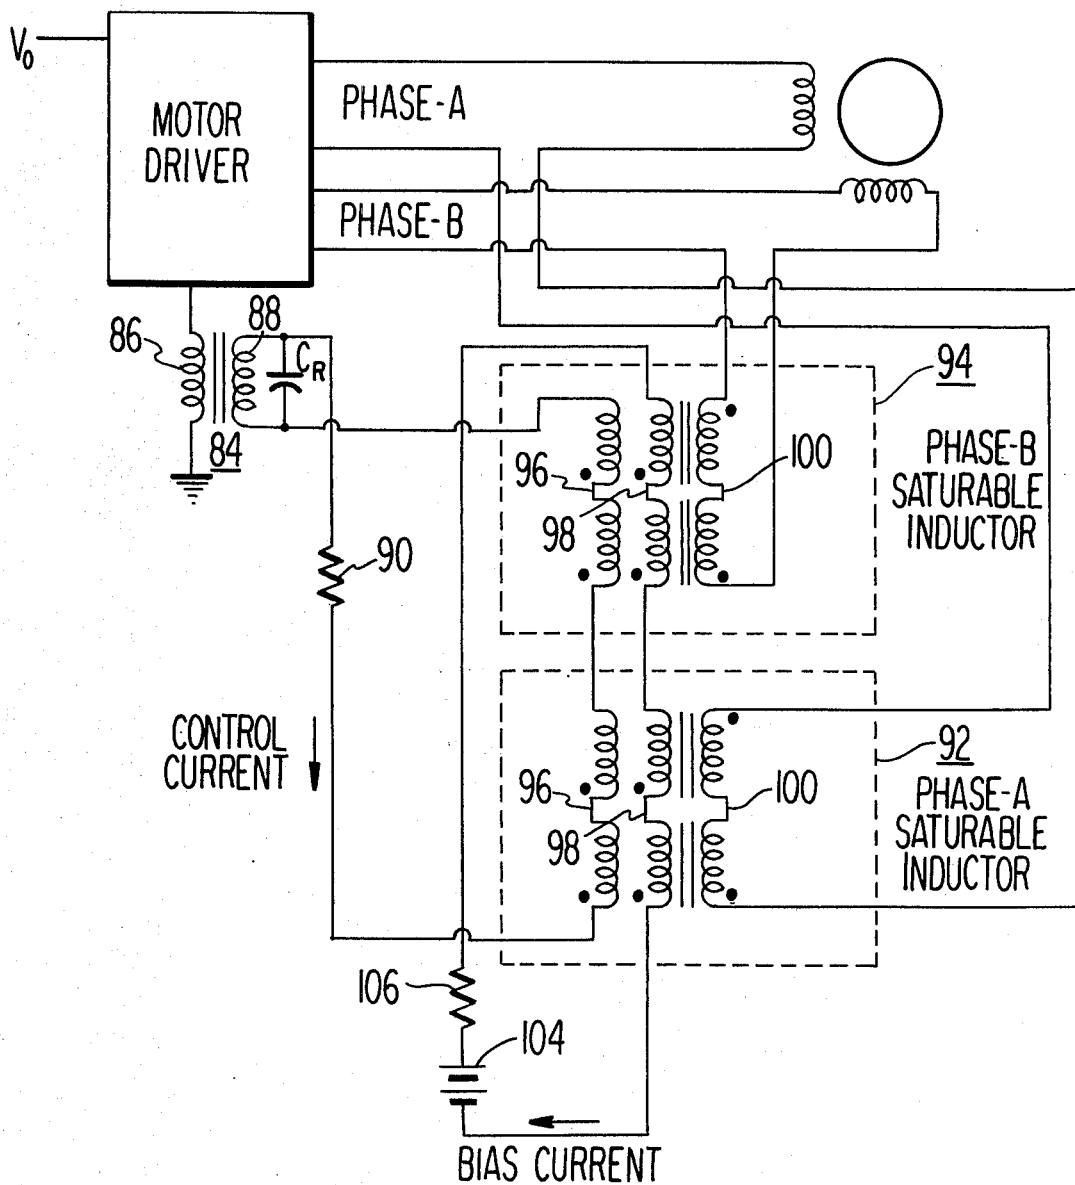 V0
MOTOR
DRIVER
PHASE-A
PHASE-B
86
88
CR
84
94
PHASE-B
SATURABLE
INDUCTOR
96
98
100
90
CONTROL
CURRENT
92
PHASE-A
SATURABLE
INDUCTOR
96
98
100
106
104
BIAS CURRENT